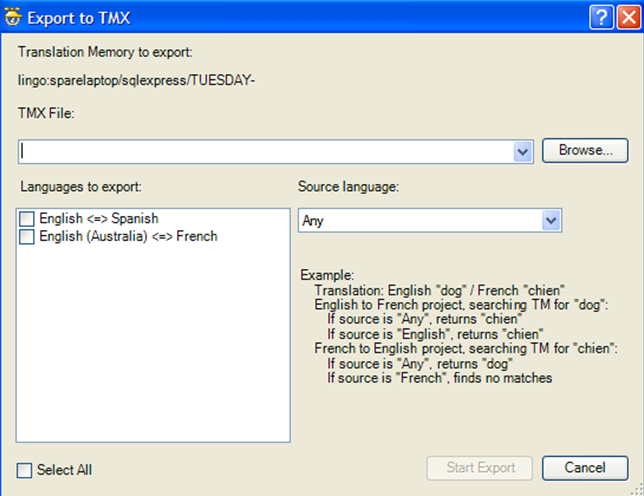 Export to TMX
Translation Memory to export:
lingo:sparelaptop/sqlexpress/TUESDAY-
TMX File:
Browse...
Languages to export:
Source language:
English <=> Spanish
English (Australia) <=> French
Any
Example:
Translation: English "dog" / French "chien"
English to French project, searching TM for "dog":
If source is "Any", returns "chien"
If source is "English", returns "chien"
French to English project, searching TM for "chien":
If source is "Any", returns "dog"
If source is "French", finds no matches
Select All
Start Export
Cancel